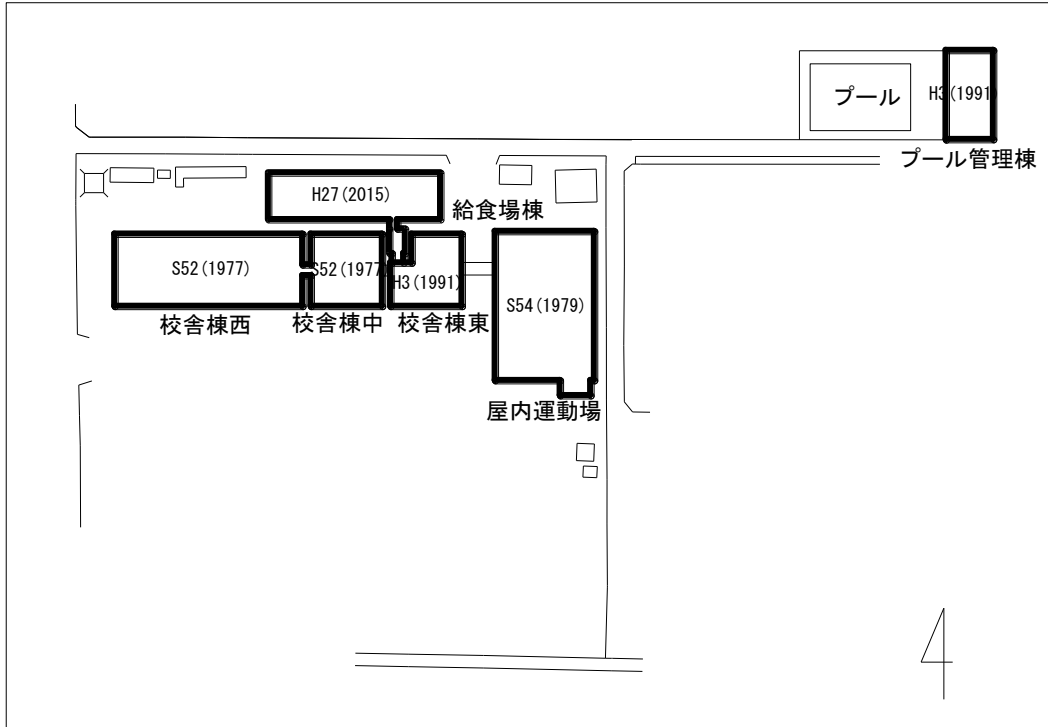 プール
H3(1991)
プール管理棟
H27(2015)
給食場棟
S52(1977)
S52(1977)
H3(1991)
S54(1979)
校舎棟西
校舎棟中
校舎棟東
屋内運動場